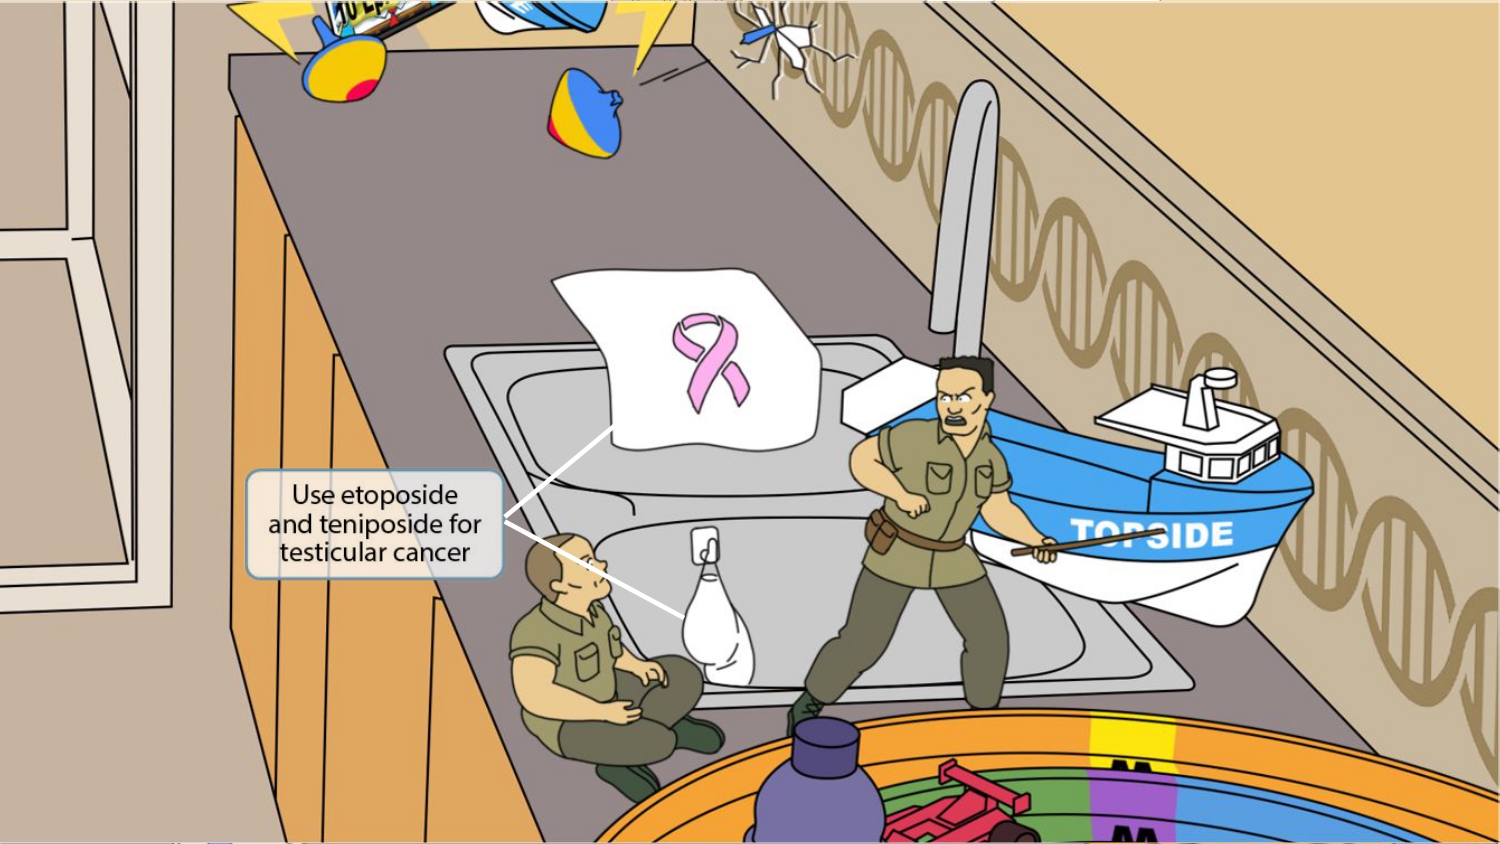 Use etoposide
and teniposide for
testicular cancer
TOPSIDE
M
M